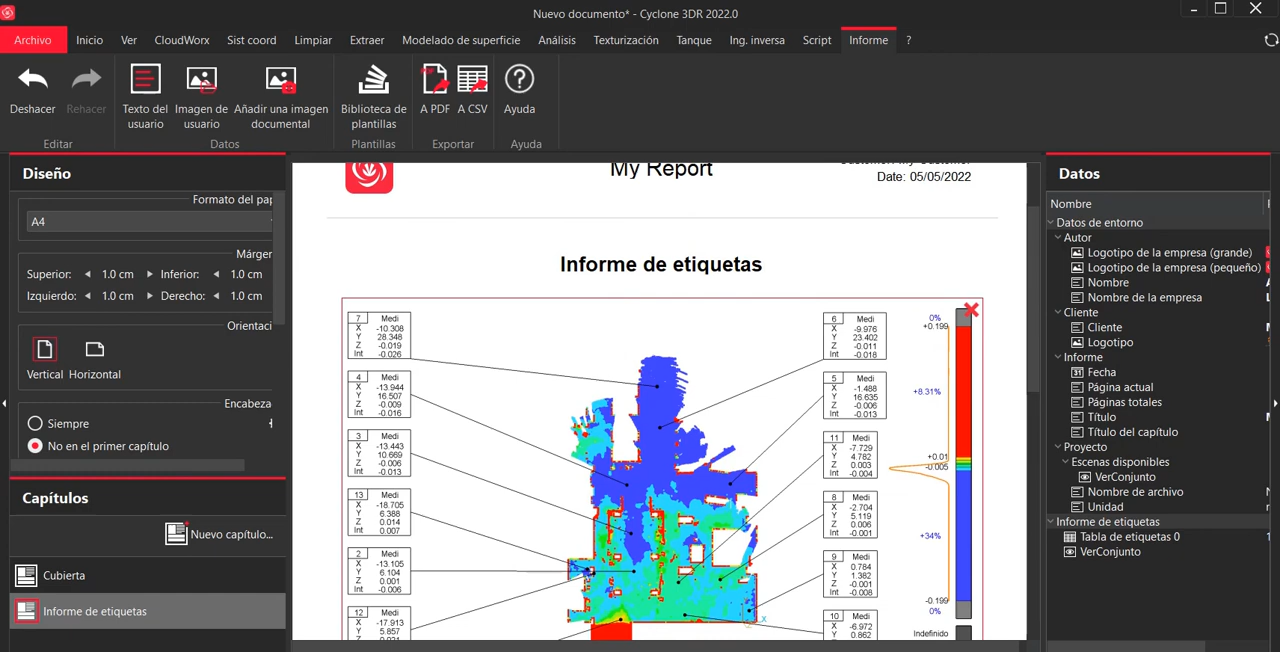 Nuevo documento* - Cyclone 3DR 2022.0
Archivo Inicio Ver CloudWorx Sist coord Limpiar Extraer Modelado de superficie Análisis Texturización Tanque Ing. inversa Script Informe ?
Deshacer Rehacer Texto del usuario Imagen de usuario Añadir una imagen documental Biblioteca de plantillas A PDF A CSV Ayuda
Editar Datos Plantillas Exportar Ayuda
Diseño
Formato del pap
A4
Márger
Superior: 1.0 cm Inferior: 1.0 cm
Izquierdo: 1.0 cm Derecho: 1.0 cm
Orientaci
Vertical Horizontal
Encabeza
Siempre
No en el primer capítulo
Capítulos
Nuevo capítulo...
Cubierta
Informe de etiquetas
My Report
Date: 05/05/2022
Informe de etiquetas
7 Medi
X -10.308
Y 28.348
Z -0.019
Int -0.026
4 Medi
X -13.944
Y 16.507
Z -0.009
Int -0.016
3 Medi
X -13.443
Y 10.669
Z -0.006
Int -0.013
13 Medi
X -18.705
Y 6.388
Z 0.014
Int 0.007
2 Medi
X -13.105
Y 6.104
Z 0.001
Int -0.006
12 Medi
X -17.913
Y 5.857
6 Medi
X -9.976
Y 23.402
Z -0.011
Int -0.018
5 Medi
X -1.488
Y 16.635
Z -0.006
Int -0.013
11 Medi
X -7.729
Y 4.782
Z 0.003
Int -0.004
8 Medi
X -2.704
Y 5.119
Z 0.006
Int -0.001
9 Medi
X 0.784
Y 1.382
Z -0.001
Int -0.008
10 Medi
X -6.972
Y 0.862
X
0%
+0.199
+8.31%
+0.01
-0.005
+34%
-0.199
0%
Indefinido
Datos
Nombre
Datos de entorno
Autor
Logotipo de la empresa (grande)
Logotipo de la empresa (pequeño)
Nombre
Nombre de la empresa
Cliente
Cliente
Logotipo
Informe
Fecha
Página actual
Páginas totales
Título
Título del capítulo
Proyecto
Escenas disponibles
VerConjunto
Nombre de archivo
Unidad
Informe de etiquetas
Tabla de etiquetas 0
VerConjunto